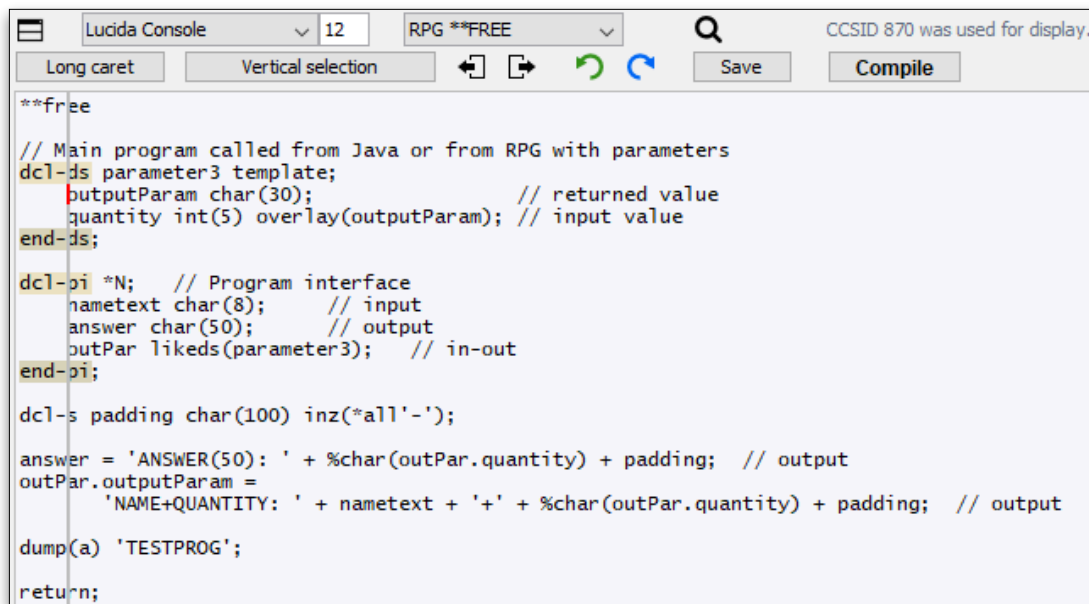 Lucida Console 12 RPG **FREE CCSID 870 was used for display.
Long caret Vertical selection Save Compile
**free
// Main program called from Java or from RPG with parameters
dcl-ds parameter3 template;
    outputParam char(30);                 // returned value
    quantity int(5) overlay(outputParam); // input value
end-ds;
dcl-pi *N;   // Program interface
    nametext char(8);      // input
    answer char(50);       // output
    outPar likeds(parameter3);   // in-out
end-pi;
dcl-s padding char(100) inz(*all'-');
answer = 'ANSWER(50): ' + %char(outPar.quantity) + padding;  // output
outPar.outputParam =
       'NAME+QUANTITY: ' + nametext + '+' + %char(outPar.quantity) + padding;  // output
dump(a) 'TESTPROG';
return;